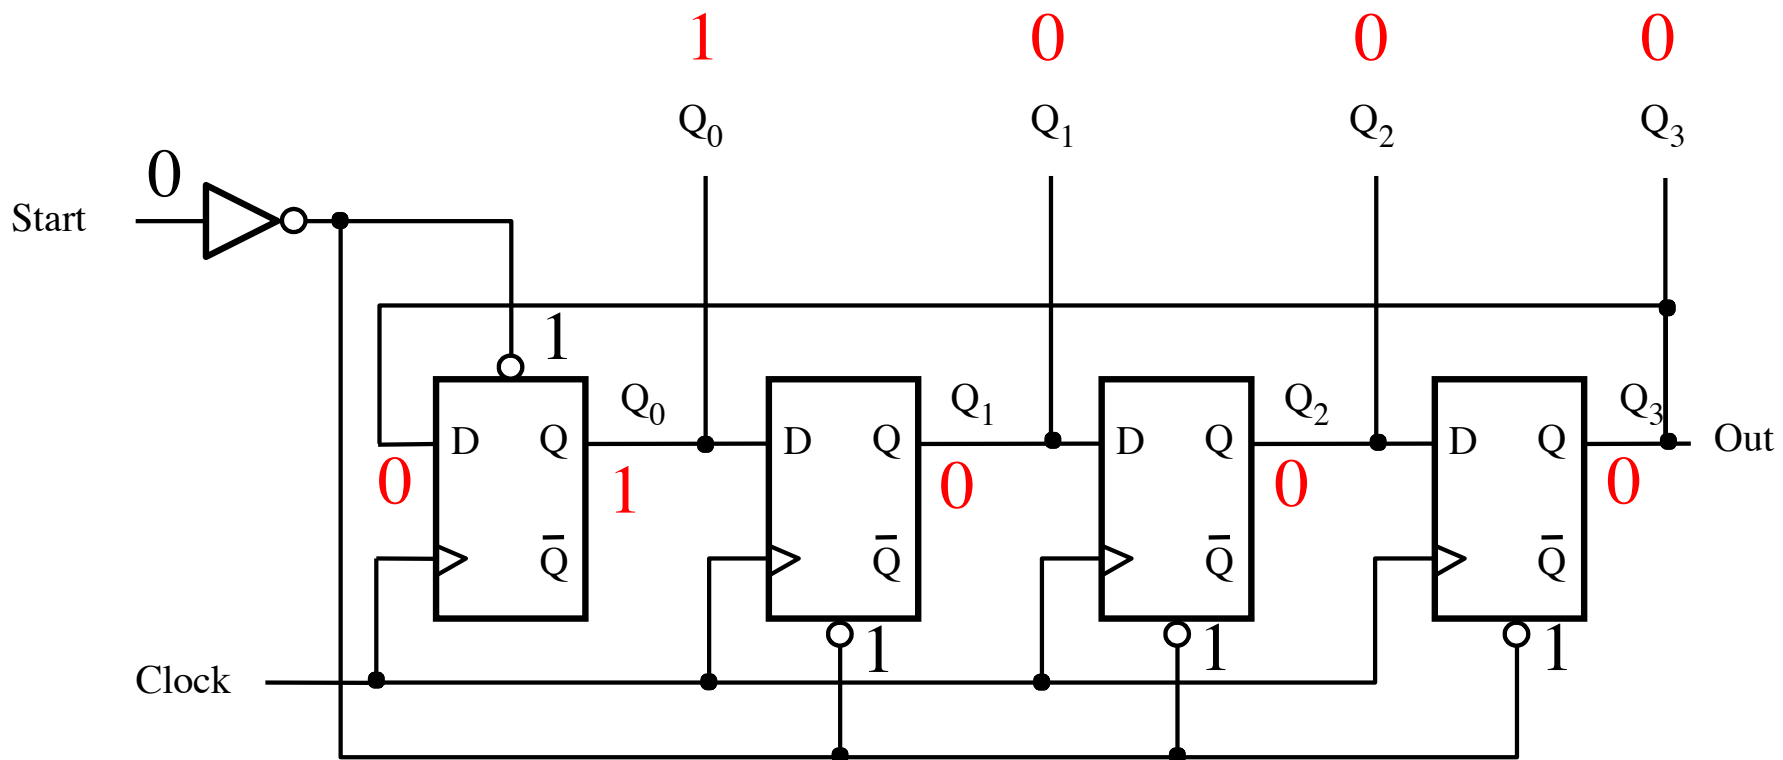 1 0 0 0
Q0 Q1 Q2 Q3
0
Start
1
Q0 Q1 Q2 Q3
D Q D Q D Q D Q Out
0 1 0 0 0
Q̅ Q̅ Q̅ Q̅
1 1 1
Clock